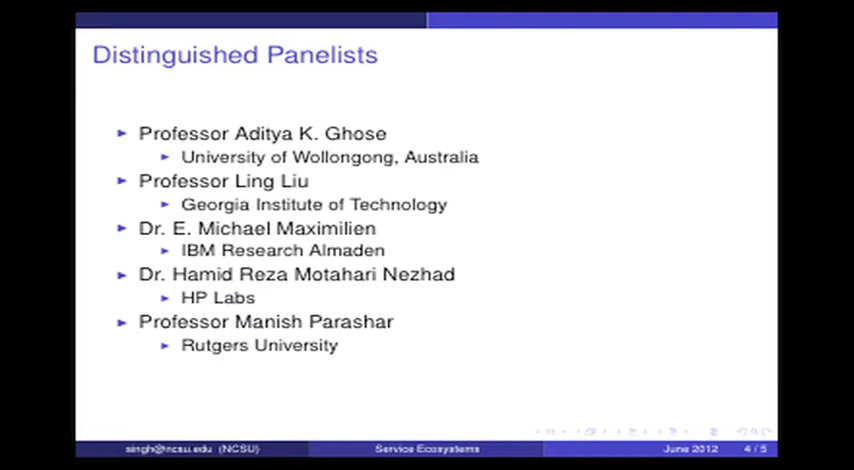 Distinguished Panelists
Professor Aditya K. Ghose
University of Wollongong, Australia
Professor Ling Liu
Georgia Institute of Technology
Dr. E. Michael Maximilien
IBM Research Almaden
Dr. Hamid Reza Motahari Nezhad
HP Labs
Professor Manish Parashar
Rutgers University
singh@ncsu.edu (NCSU) Service Ecosystems June 2012 4 / 5